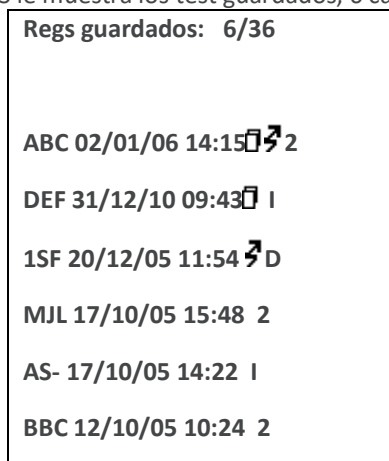 Regs guardados: 6/36
ABC 02/01/06 14:15 2
DEF 31/12/10 09:43 I
1SF 20/12/05 11:54 D
MJL 17/10/05 15:48 2
AS- 17/10/05 14:22 I
BBC 12/10/05 10:24 2